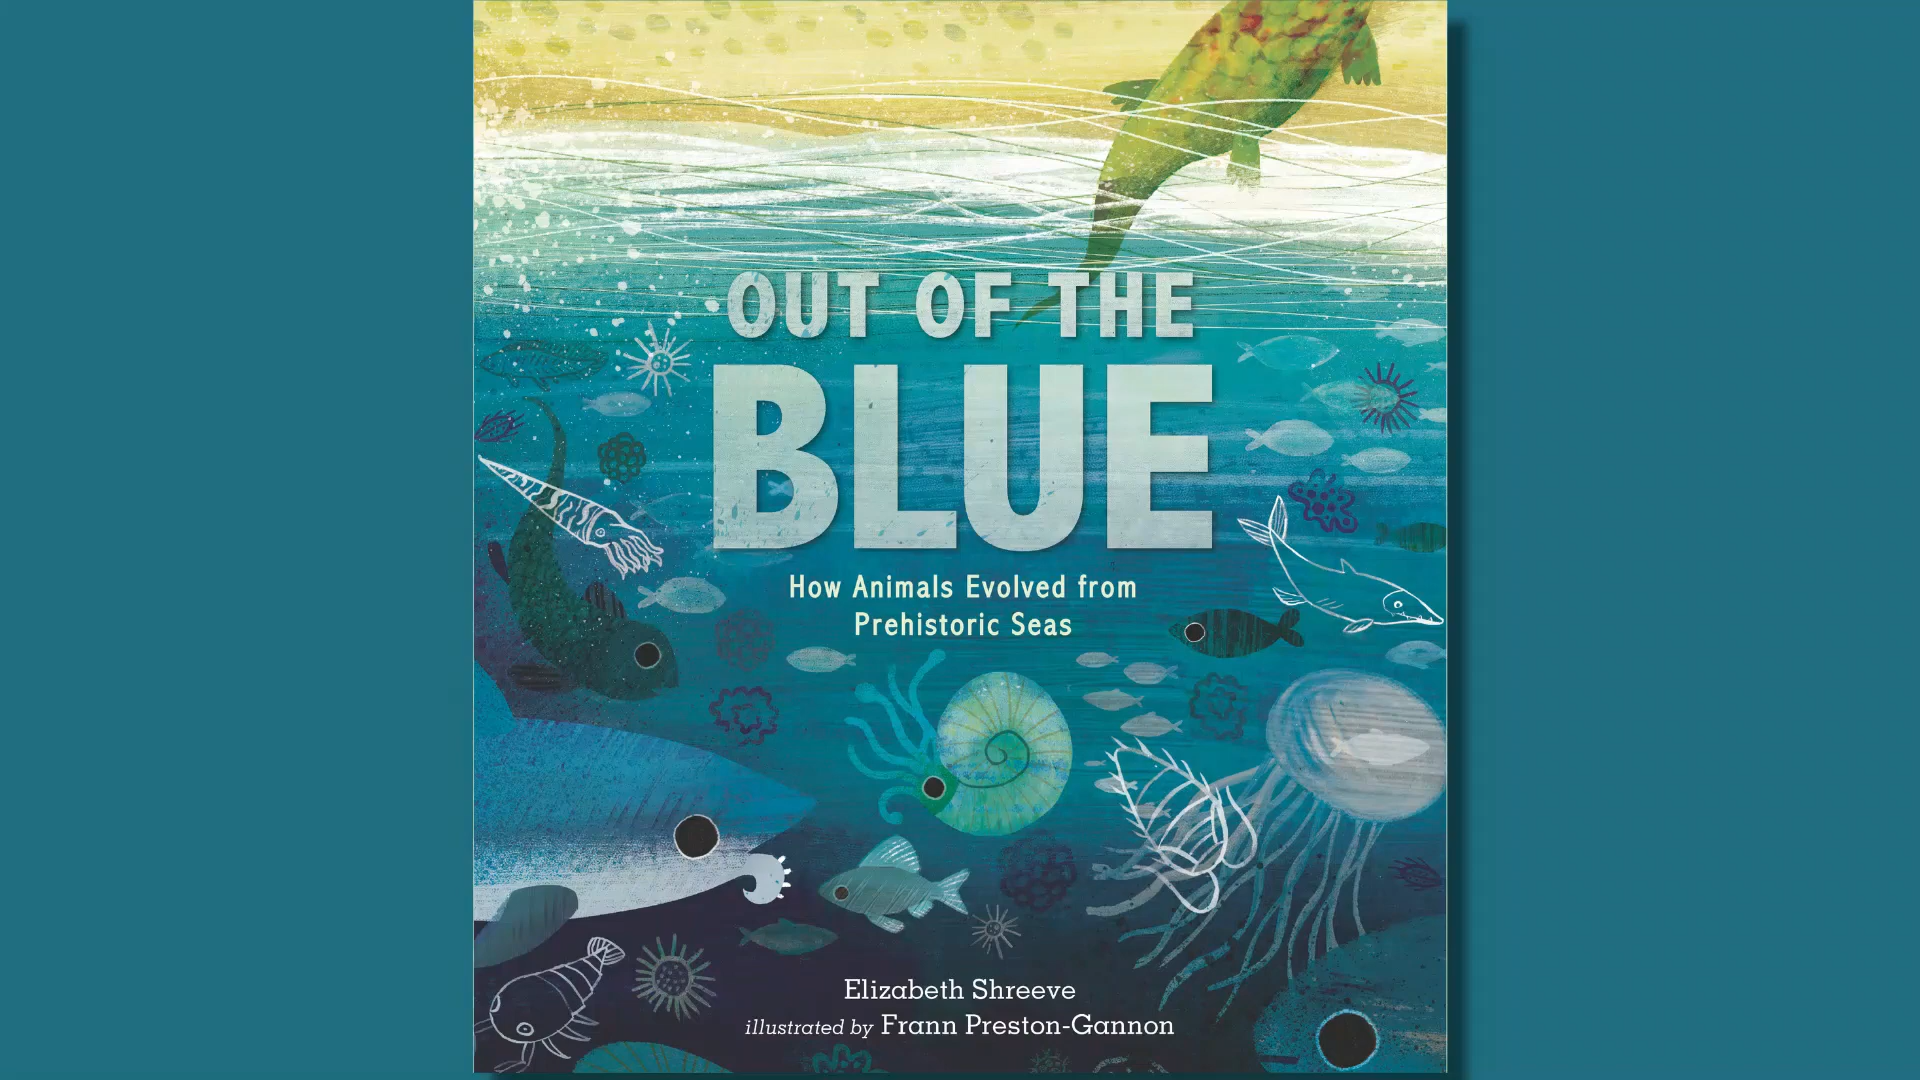 OUT OF THE
BLUE
How Animals Evolved from
Prehistoric Seas
Elizabeth Shreeve
illustrated by Frann Preston-Gannon